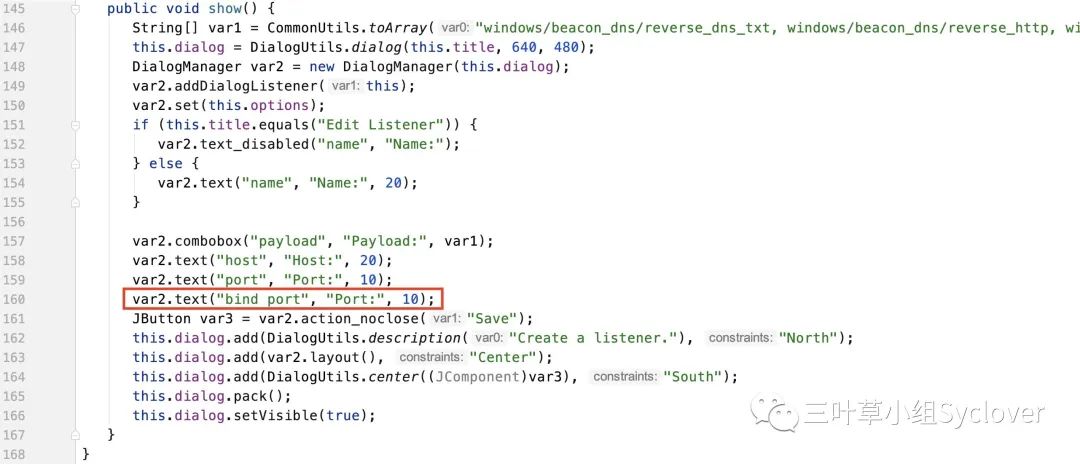 145 public void show() {
146 String[] var1 = CommonUtils.toArray( var0: "windows/beacon_dns/reverse_dns_txt, windows/beacon_dns/reverse_http, wi
147 this.dialog = DialogUtils.dialog(this.title, 640, 480);
148 DialogManager var2 = new DialogManager(this.dialog);
149 var2.addDialogListener( var1: this);
150 var2.set(this.options);
151 if (this.title.equals("Edit Listener")) {
152 var2.text_disabled("name", "Name:");
153 } else {
154 var2.text("name", "Name:", 20);
155 }
156
157 var2.combobox("payload", "Payload:", var1);
158 var2.text("host", "Host:", 20);
159 var2.text("port", "Port:", 10);
160 var2.text("bind port", "Port:", 10);
161 JButton var3 = var2.action_noclose( var1: "Save");
162 this.dialog.add(DialogUtils.description( var0: "Create a listener."), constraints: "North");
163 this.dialog.add(var2.layout(), constraints: "Center");
164 this.dialog.add(DialogUtils.center((JComponent)var3), constraints: "South");
165 this.dialog.pack();
166 this.dialog.setVisible(true);
167 }
168 }
三叶草小组Syclover